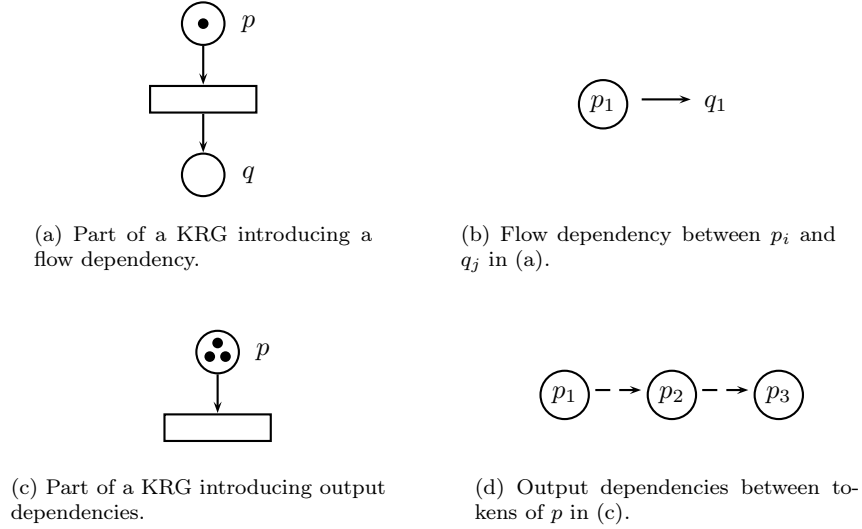 p
q
p₁ q₁
(a) Part of a KRG introducing a
flow dependency.
(b) Flow dependency between pᵢ and
qⱼ in (a).
p
p₁ p₂ p₃
(c) Part of a KRG introducing output
dependencies.
(d) Output dependencies between to-
kens of p in (c).